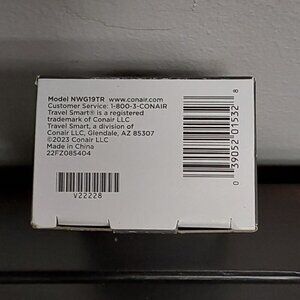 Model NWG19TR www.conair.com
Customer Service: 1-800-3-CONAIR
Travel Smart® is a registered
trademark of Conair LLC
Travel Smart, a division of
Conair LLC, Glendale, AZ 85307
©2023 Conair LLC
Made in China
22FZ085404
V22228
0 39052 07532 8